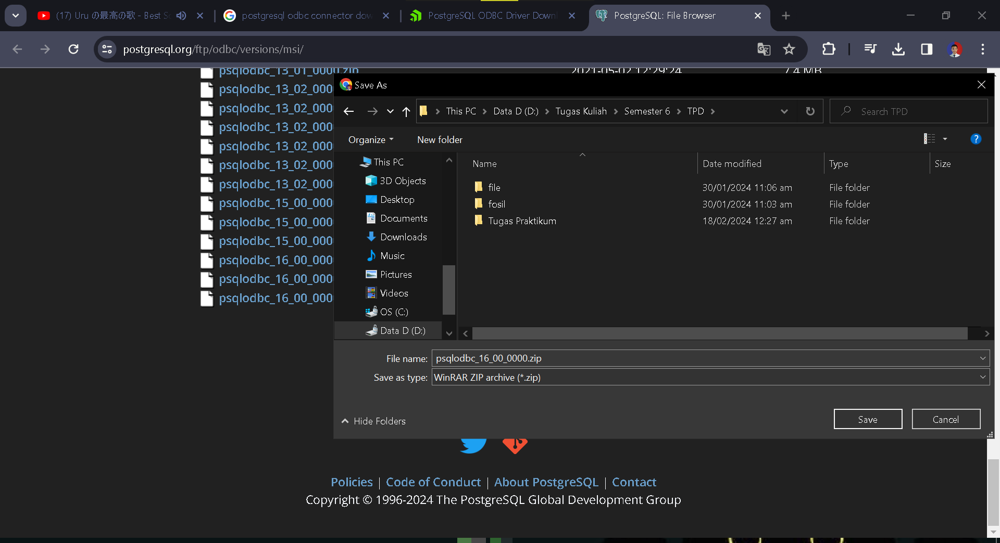 (17) Uru の最高の歌 - Best So
postgresql odbc connector dow
PostgreSQL ODBC Driver Downl
PostgreSQL: File Browser
postgresql.org/ftp/odbc/versions/msi/
psqlodbc_13_01_0000.zip 2021-05-02 12:29:24 7.4 MB
psqlodbc_13_02_000
psqlodbc_13_02_000
psqlodbc_13_02_000
psqlodbc_13_02_000
psqlodbc_13_02_000
psqlodbc_13_02_000
psqlodbc_15_00_000
psqlodbc_15_00_000
psqlodbc_15_00_000
psqlodbc_16_00_000
psqlodbc_16_00_000
psqlodbc_16_00_000
Save As
This PC > Data D (D:) > Tugas Kuliah > Semester 6 > TPD >
Search TPD
Organize
New folder
?
This PC
3D Objects
Desktop
Documents
Downloads
Music
Pictures
Videos
OS (C:)
Data D (D:)
Name Date modified Type Size
file 30/01/2024 11:06 am File folder
fosil 30/01/2024 11:03 am File folder
Tugas Praktikum 18/02/2024 12:27 am File folder
File name: psqlodbc_16_00_0000.zip
Save as type: WinRAR ZIP archive (*.zip)
Hide Folders
Save
Cancel
Policies | Code of Conduct | About PostgreSQL | Contact
Copyright © 1996-2024 The PostgreSQL Global Development Group